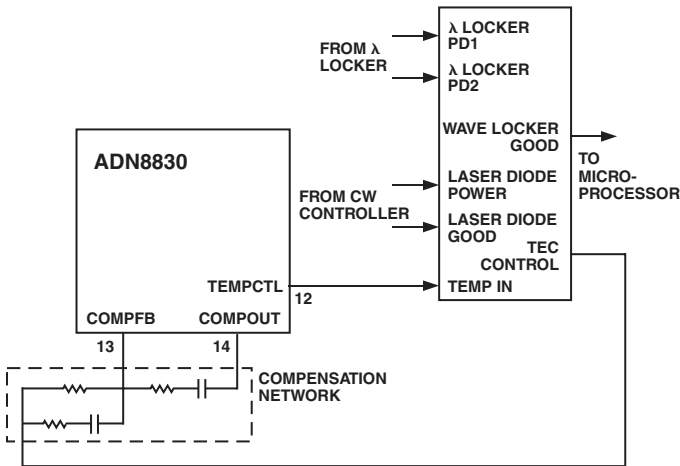 FROM λ
LOCKER
λ LOCKER
PD1
λ LOCKER
PD2
WAVE LOCKER
GOOD
TO
MICRO-
PROCESSOR
ADN8830
FROM CW
CONTROLLER
LASER DIODE
POWER
LASER DIODE
GOOD
TEC
CONTROL
TEMPCTL
12
TEMP IN
COMPFB
COMPOUT
13
14
COMPENSATION
NETWORK